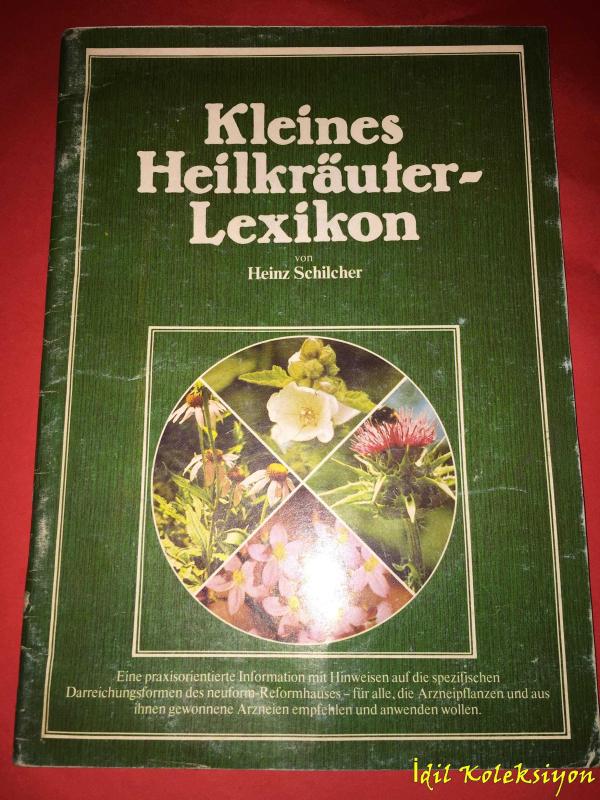 Kleines
Heilkräuter-
Lexikon
von
Heinz Schilcher
Eine praxisorientierte Information mit Hinweisen auf die spezifischen
Darreichungsformen des neuform-Reformhauses – für alle, die Arzneipflanzen und aus
ihnen gewonnene Arzneien empfehlen und anwenden wollen.
İdil Koleksiyon